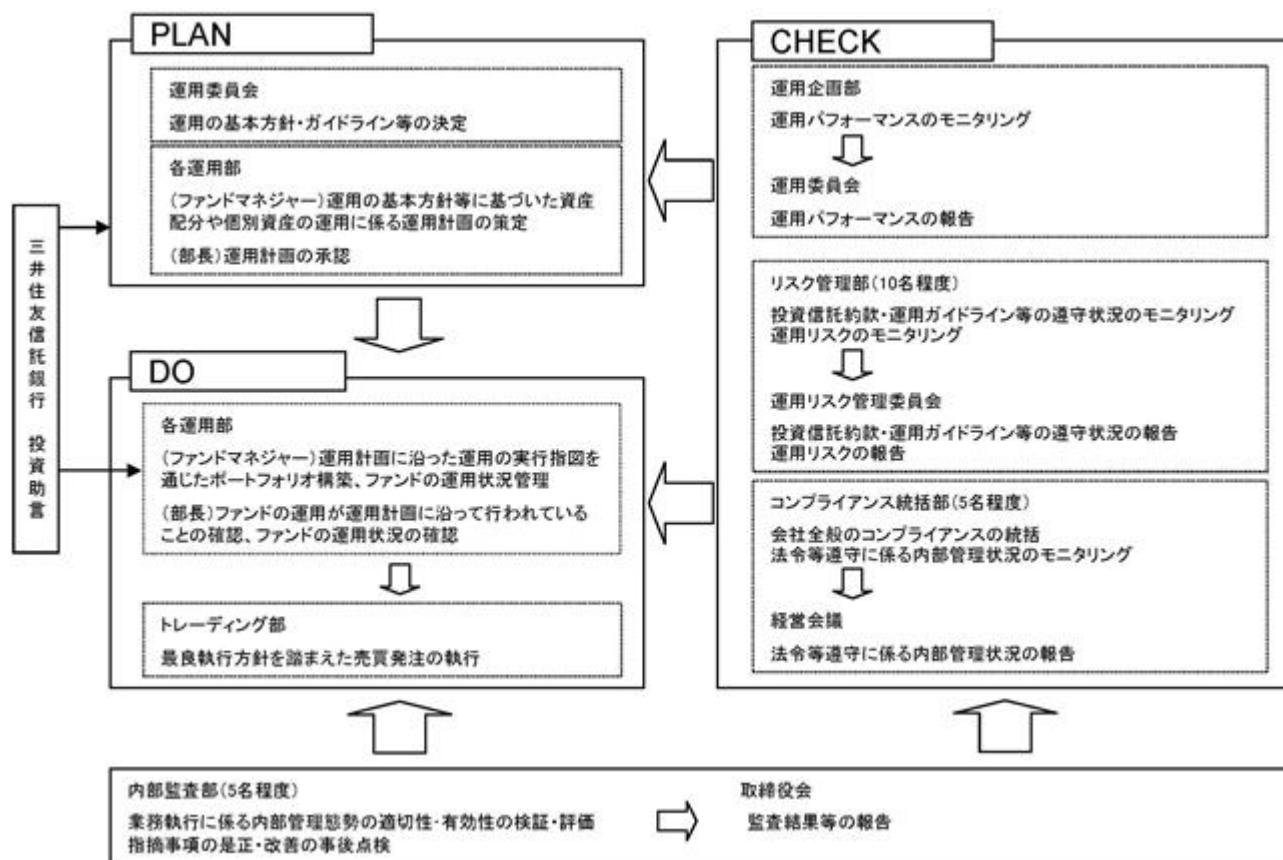 PLAN
運用委員会
運用の基本方針・ガイドライン等の決定
各運用部
(ファンドマネジャー)運用の基本方針等に基づいた資産
配分や個別資産の運用に係る運用計画の策定
(部長)運用計画の承認
三井住友信託銀行 投資助言
DO
各運用部
(ファンドマネジャー)運用計画に沿った運用の実行指図を
通じたポートフォリオ構築、ファンドの運用状況管理
(部長)ファンドの運用が運用計画に沿って行われている
ことの確認、ファンドの運用状況の確認
トレーディング部
最良執行方針を踏まえた売買発注の執行
CHECK
運用企画部
運用パフォーマンスのモニタリング
運用委員会
運用パフォーマンスの報告
リスク管理部(10名程度)
投資信託約款・運用ガイドライン等の遵守状況のモニタリング
運用リスクのモニタリング
運用リスク管理委員会
投資信託約款・運用ガイドライン等の遵守状況の報告
運用リスクの報告
コンプライアンス統括部(5名程度)
会社全般のコンプライアンスの統括
法令等遵守に係る内部管理状況のモニタリング
経営会議
法令等遵守に係る内部管理状況の報告
内部監査部(5名程度)
業務執行に係る内部管理態勢の適切性・有効性の検証・評価
指摘事項の是正・改善の事後点検
取締役会
監査結果等の報告